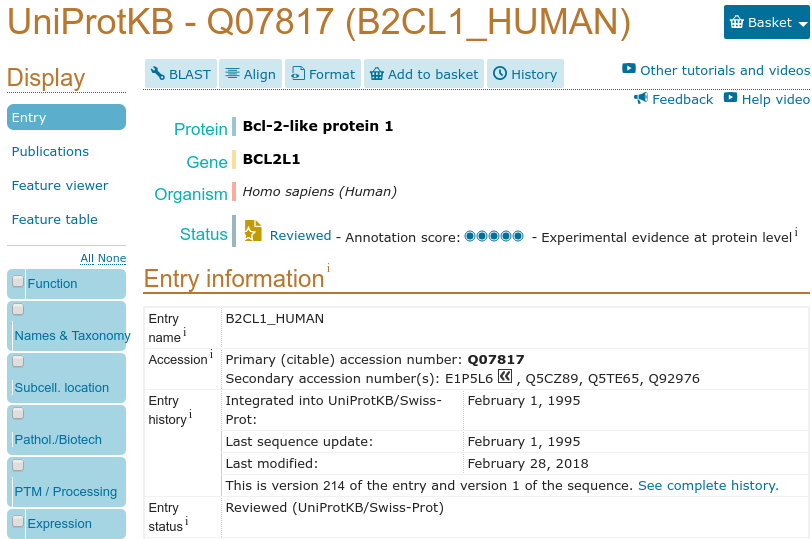 UniProtKB - Q07817 (B2CL1_HUMAN)
Basket
Display
BLAST Align Format Add to basket History
Other tutorials and videos
Feedback Help video
Entry
Publications
Feature viewer
Feature table
All None
Function
Names & Taxonomy
Subcell. location
Pathol./Biotech
PTM / Processing
Expression
Protein Bcl-2-like protein 1
Gene BCL2L1
Organism Homo sapiens (Human)
Status Reviewed - Annotation score: - Experimental evidence at protein level i
Entry information i
Entry name i B2CL1_HUMAN
Accession i Primary (citable) accession number: Q07817
Secondary accession number(s): E1P5L6 , Q5CZ89, Q5TE65, Q92976
Entry history i Integrated into UniProtKB/Swiss-
Prot: February 1, 1995
Last sequence update: February 1, 1995
Last modified: February 28, 2018
This is version 214 of the entry and version 1 of the sequence. See complete history.
Entry status i Reviewed (UniProtKB/Swiss-Prot)